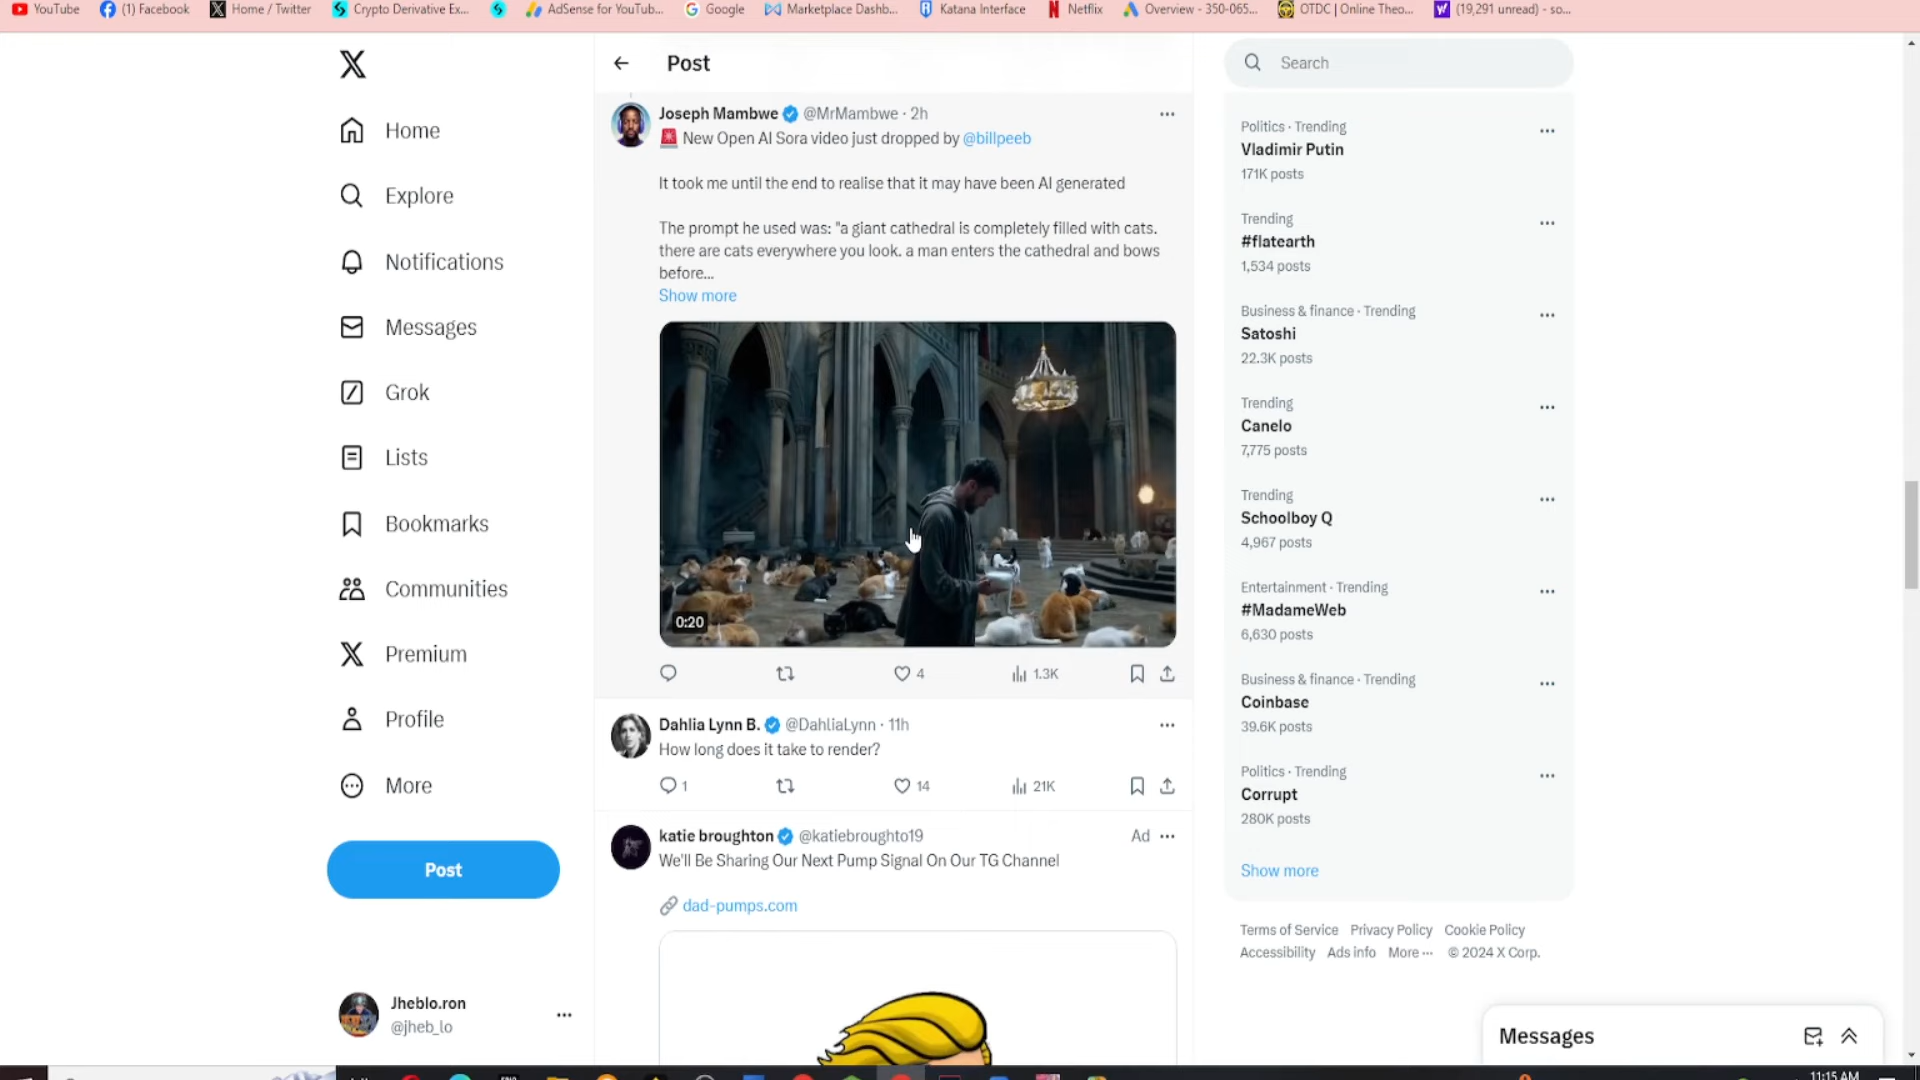 YouTube
(1) Facebook
Home / Twitter
Crypto Derivative Ex...
AdSense for YouTub...
Google
Marketplace Dashb...
Katana Interface
Netflix
Overview - 350-065...
OTDC | Online Theo...
(19,291 unread) - so...
Home
Explore
Notifications
Messages
Grok
Lists
Bookmarks
Communities
Premium
Profile
More
Post
Jheblo.ron
@jheb_lo
Post
Joseph Mambwe @MrMambwe · 2h
New Open AI Sora video just dropped by @billpeeb
It took me until the end to realise that it may have been AI generated
The prompt he used was: "a giant cathedral is completely filled with cats.
there are cats everywhere you look. a man enters the cathedral and bows
before...
Show more
0:20
4
1.3K
Dahlia Lynn B. @DahliaLynn · 11h
How long does it take to render?
1
14
21K
katie broughton @katiebroughto19
Ad
We'll Be Sharing Our Next Pump Signal On Our TG Channel
dad-pumps.com
Search
Politics · Trending
Vladimir Putin
171K posts
Trending
#flatearth
1,534 posts
Business & finance · Trending
Satoshi
22.3K posts
Trending
Canelo
7,775 posts
Trending
Schoolboy Q
4,967 posts
Entertainment · Trending
#MadameWeb
6,630 posts
Business & finance · Trending
Coinbase
39.6K posts
Politics · Trending
Corrupt
280K posts
Show more
Terms of Service Privacy Policy Cookie Policy
Accessibility Ads info More ··· © 2024 X Corp.
Messages
11:15 AM